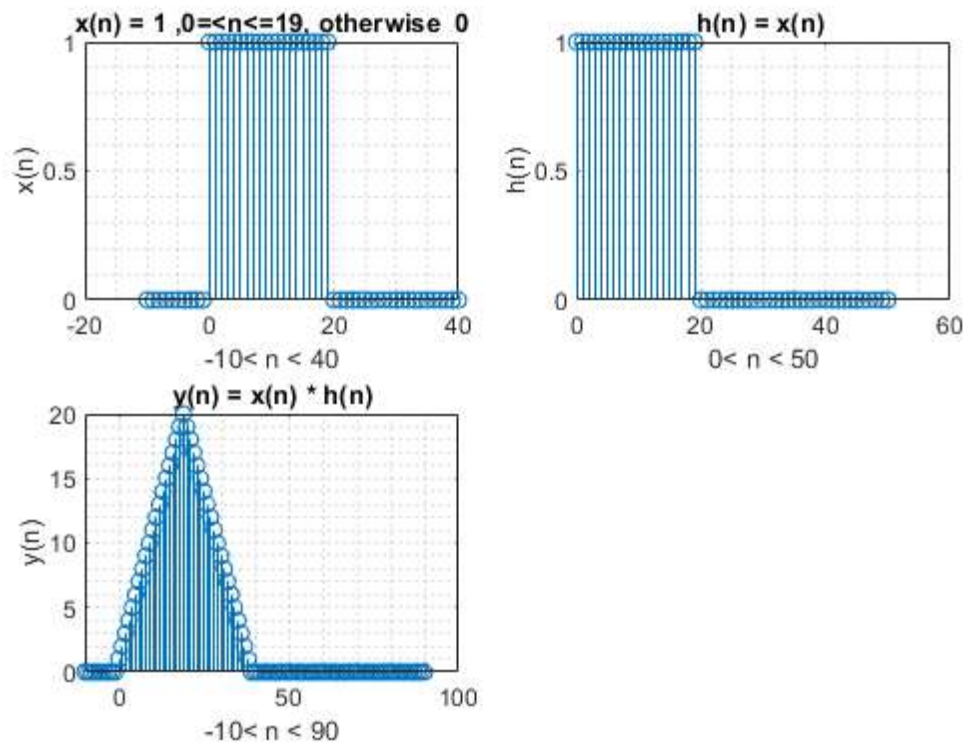 x(n) = 1 ,0=<n<=19, otherwise 0
x(n)
1
0.5
0
-20
0
20
40
-10< n < 40
h(n) = x(n)
h(n)
1
0.5
0
0
20
40
60
0< n < 50
y(n) = x(n) * h(n)
y(n)
20
15
10
5
0
0
50
100
-10< n < 90